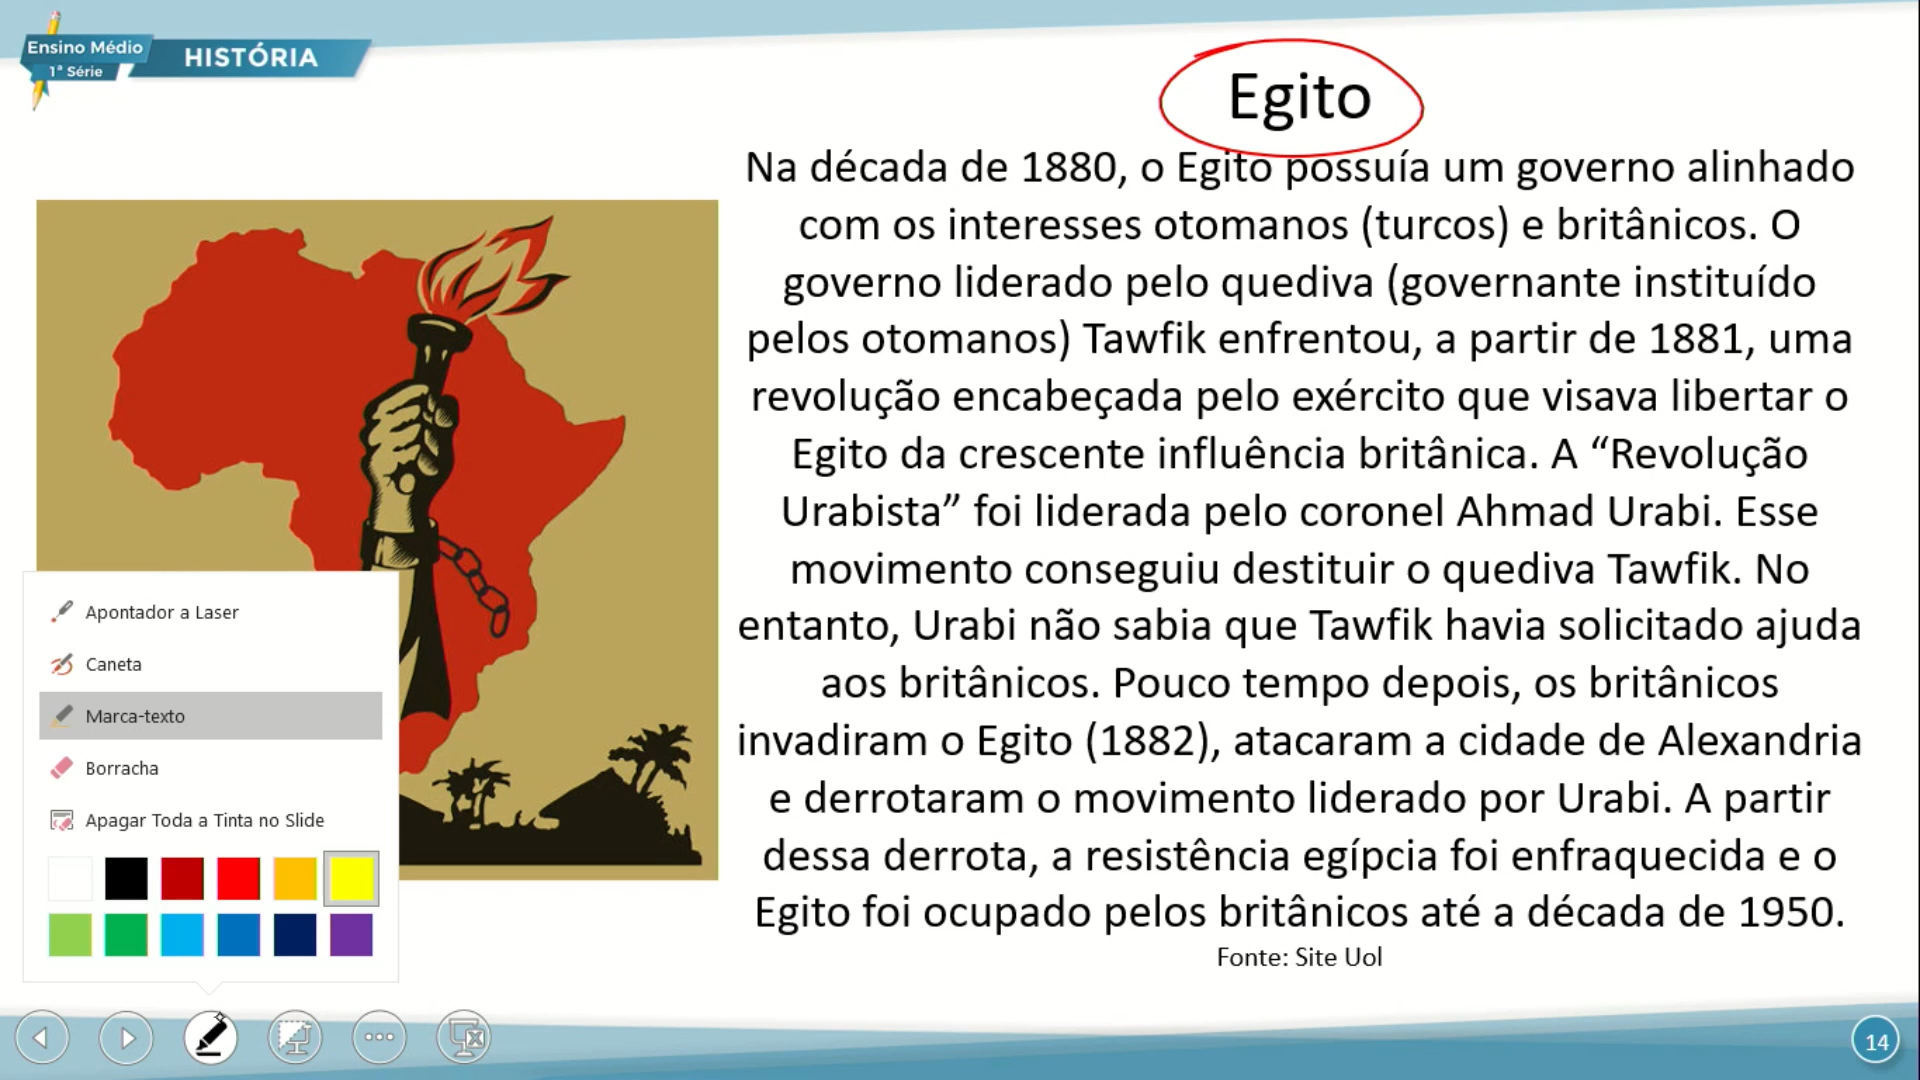 Ensino Médio
1ª Série
HISTÓRIA
Egito
Na década de 1880, o Egito possuía um governo alinhado
com os interesses otomanos (turcos) e britânicos. O
governo liderado pelo quediva (governante instituído
pelos otomanos) Tawfik enfrentou, a partir de 1881, uma
revolução encabeçada pelo exército que visava libertar o
Egito da crescente influência britânica. A “Revolução
Urabista” foi liderada pelo coronel Ahmad Urabi. Esse
movimento conseguiu destituir o quediva Tawfik. No
entanto, Urabi não sabia que Tawfik havia solicitado ajuda
aos britânicos. Pouco tempo depois, os britânicos
invadiram o Egito (1882), atacaram a cidade de Alexandria
e derrotaram o movimento liderado por Urabi. A partir
dessa derrota, a resistência egípcia foi enfraquecida e o
Egito foi ocupado pelos britânicos até a década de 1950.
Fonte: Site Uol
Apontador a Laser
Caneta
Marca-texto
Borracha
Apagar Toda a Tinta no Slide
14